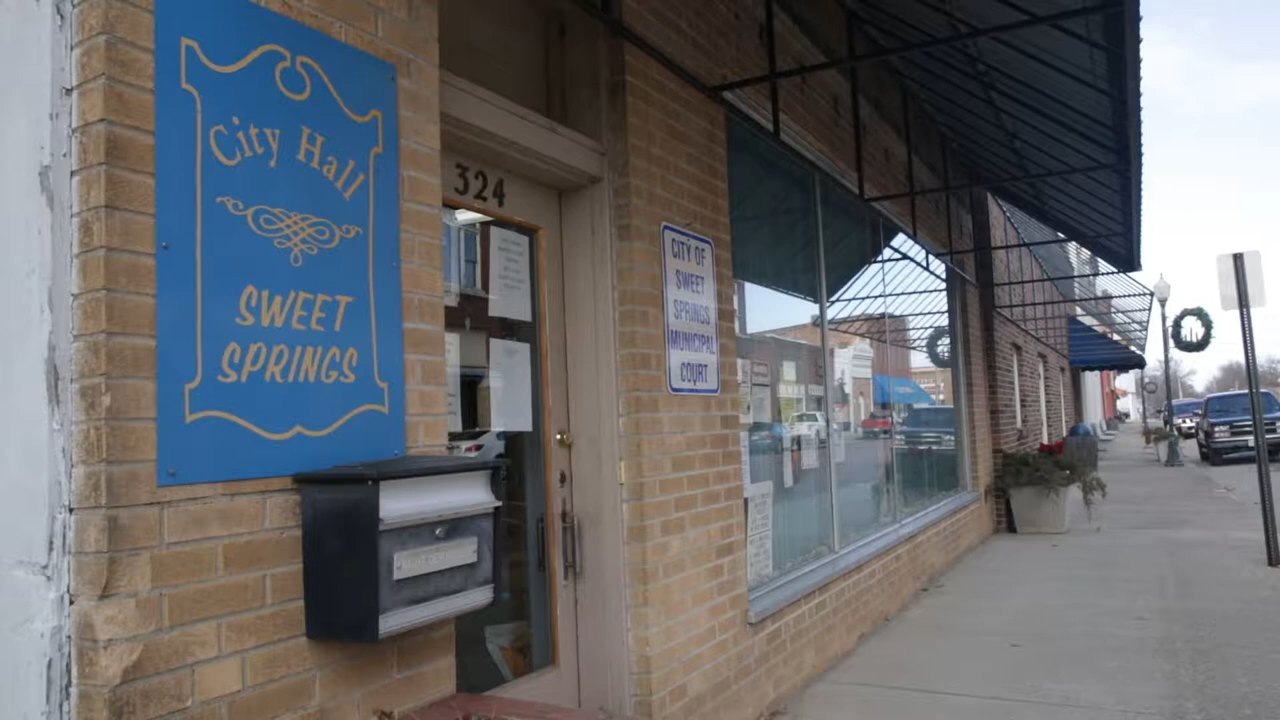 City Hall
SWEET
SPRINGS
324
CITY OF
SWEET
SPRINGS
MUNICIPAL
COURT